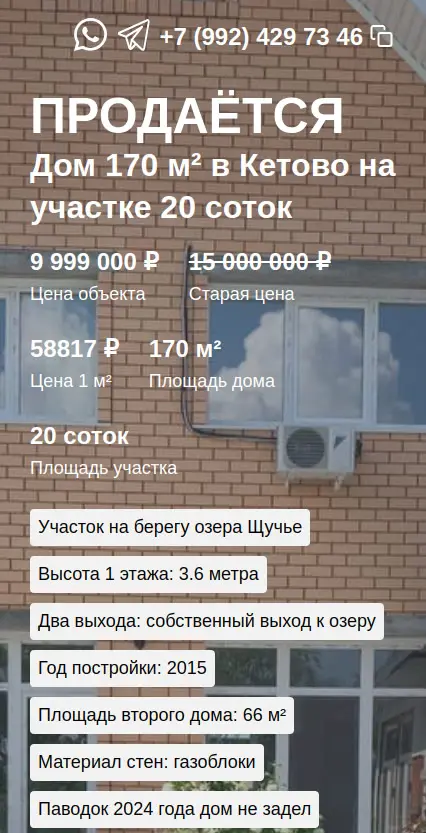 +7 (992) 429 73 46
ПРОДАЁТСЯ
Дом 170 м² в Кетово на
участке 20 соток
9 999 000 ₽ 15 000 000 ₽
Цена объекта Старая цена
58817 ₽ 170 м²
Цена 1 м² Площадь дома
20 соток
Площадь участка
Участок на берегу озера Щучье
Высота 1 этажа: 3.6 метра
Два выхода: собственный выход к озеру
Год постройки: 2015
Площадь второго дома: 66 м²
Материал стен: газоблоки
Паводок 2024 года дом не задел